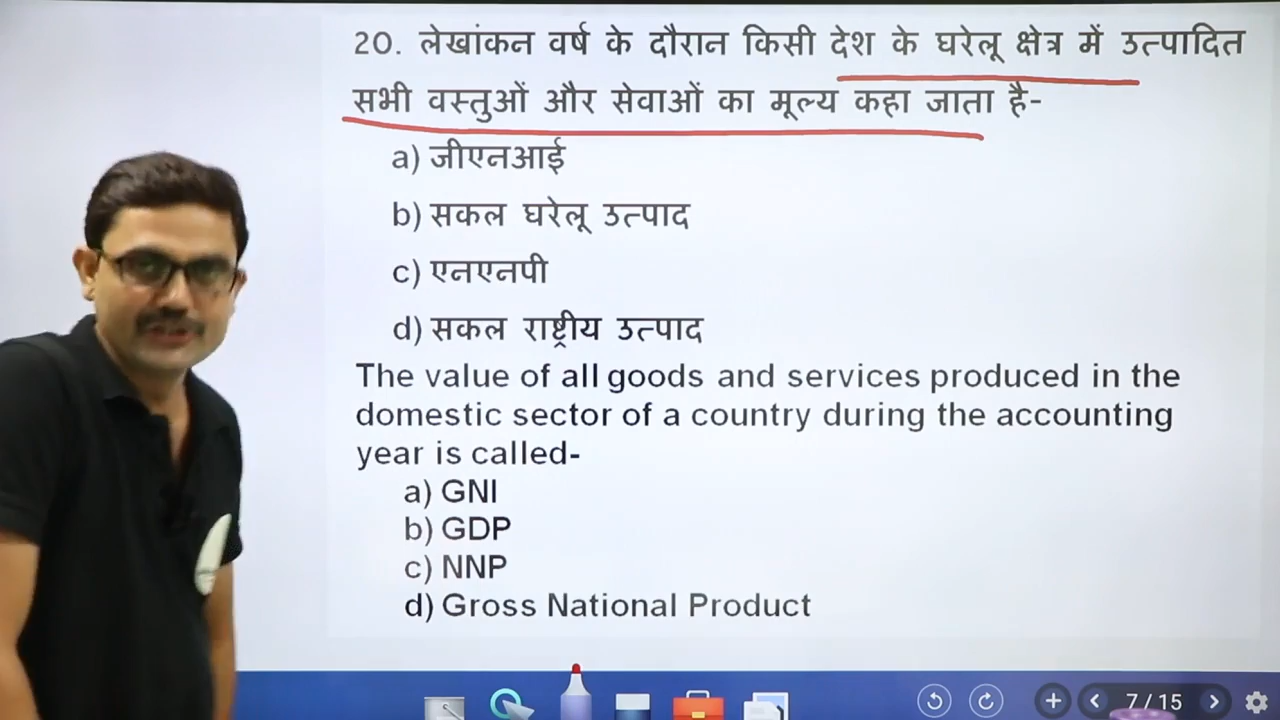 20. लेखांकन वर्ष के दौरान किसी देश के घरेलू क्षेत्र में उत्पादित
सभी वस्तुओं और सेवाओं का मूल्य कहा जाता है-
a) जीएनआई
b) सकल घरेलू उत्पाद
c) एनएनपी
d) सकल राष्ट्रीय उत्पाद
The value of all goods and services produced in the
domestic sector of a country during the accounting
year is called-
a) GNI
b) GDP
c) NNP
d) Gross National Product
7 / 15